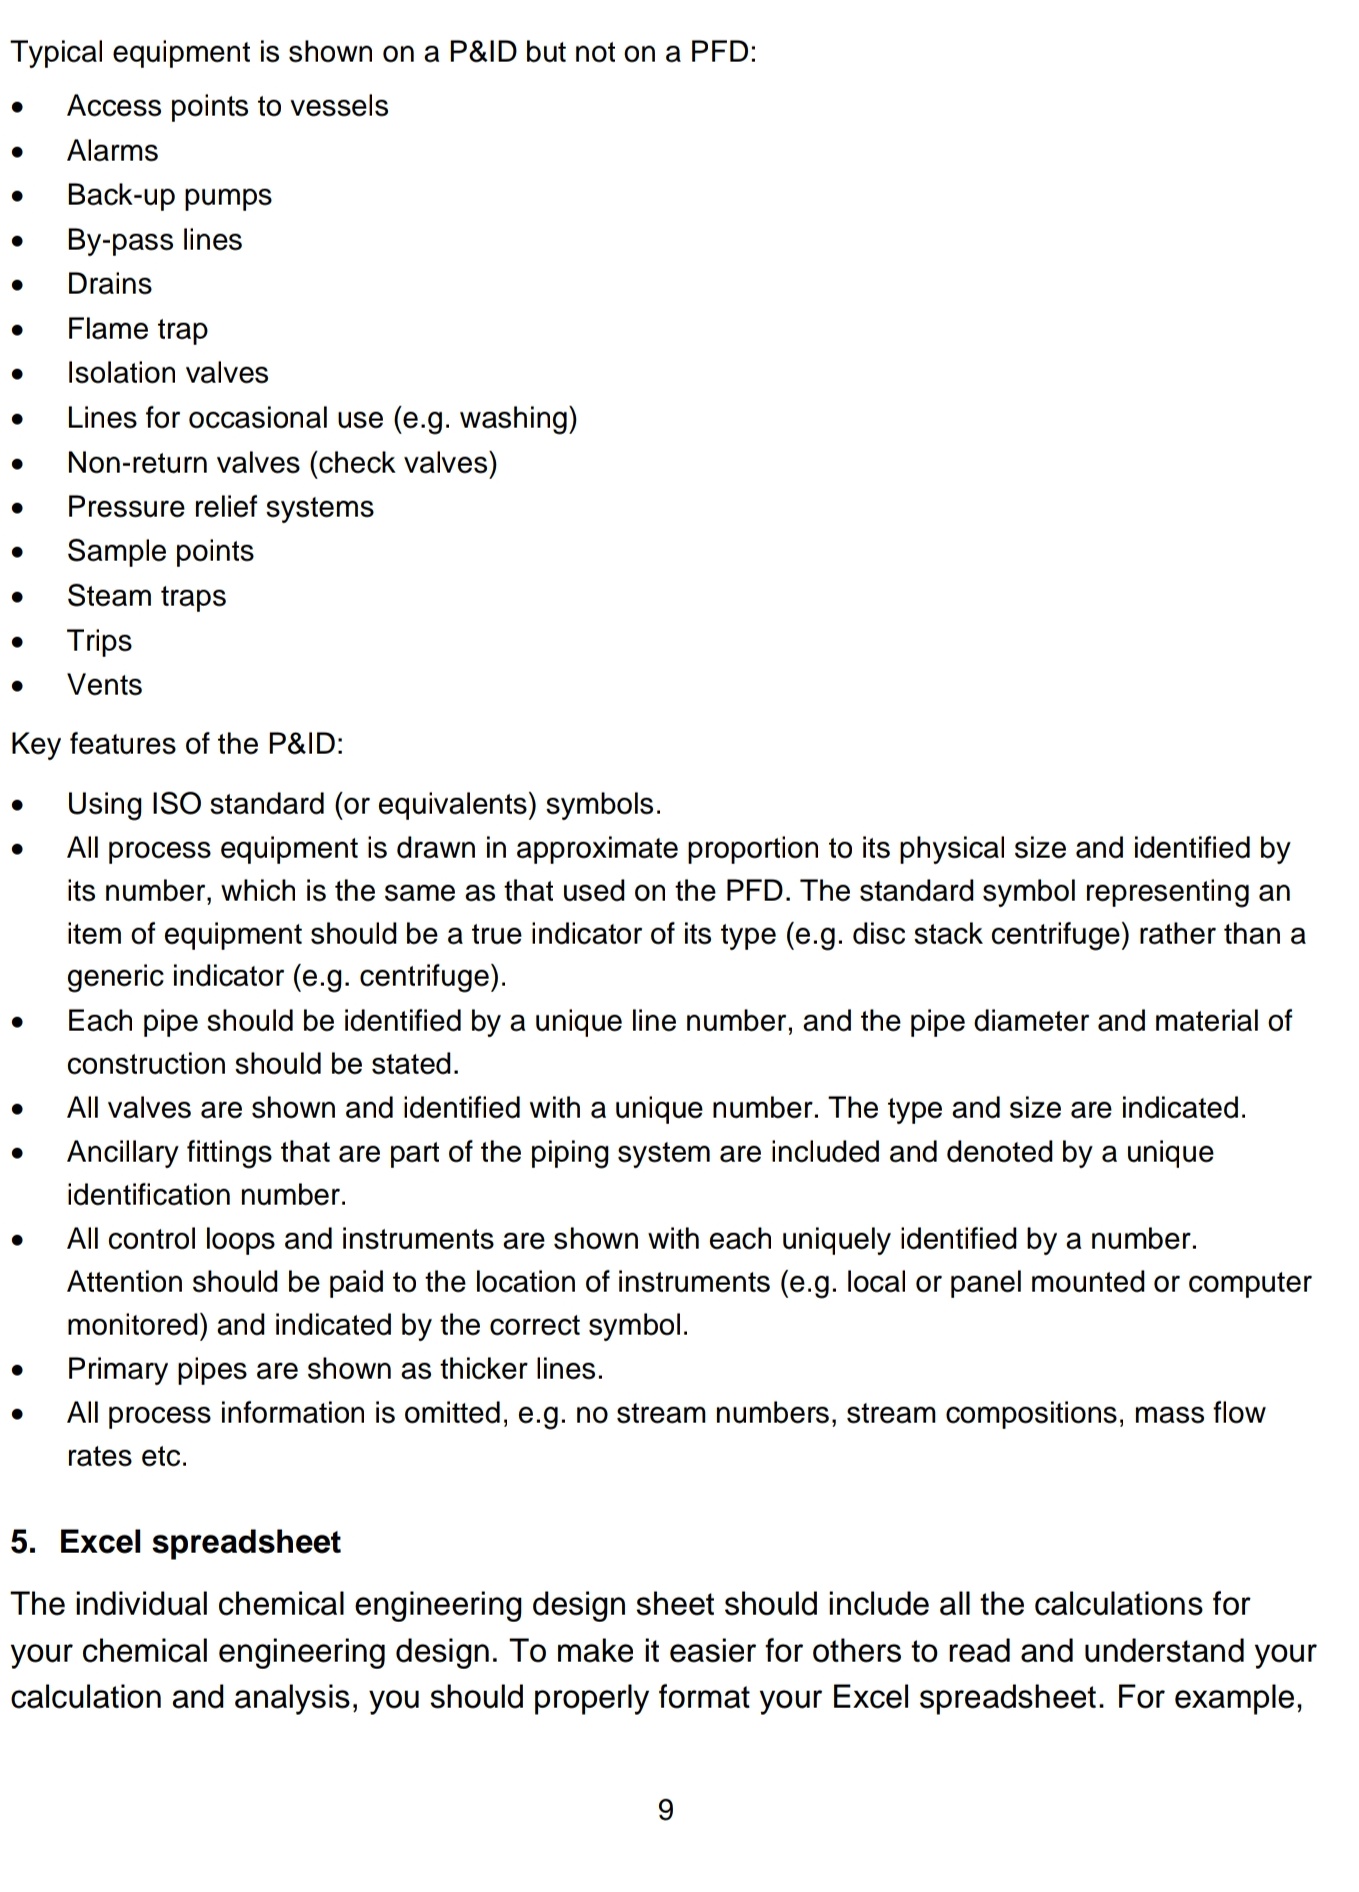 Typical equipment is shown on a P&ID but not on a PFD:
• Access points to vessels
• Alarms
• Back-up pumps
• By-pass lines
• Drains
• Flame trap
• Isolation valves
• Lines for occasional use (e.g. washing)
• Non-return valves (check valves)
• Pressure relief systems
• Sample points
• Steam traps
• Trips
• Vents
Key features of the P&ID:
• Using ISO standard (or equivalents) symbols.
• All process equipment is drawn in approximate proportion to its physical size and identified by
its number, which is the same as that used on the PFD. The standard symbol representing an
item of equipment should be a true indicator of its type (e.g. disc stack centrifuge) rather than a
generic indicator (e.g. centrifuge).
• Each pipe should be identified by a unique line number, and the pipe diameter and material of
construction should be stated.
• All valves are shown and identified with a unique number. The type and size are indicated.
• Ancillary fittings that are part of the piping system are included and denoted by a unique
identification number.
• All control loops and instruments are shown with each uniquely identified by a number.
Attention should be paid to the location of instruments (e.g. local or panel mounted or computer
monitored) and indicated by the correct symbol.
• Primary pipes are shown as thicker lines.
• All process information is omitted, e.g. no stream numbers, stream compositions, mass flow
rates etc.
5. Excel spreadsheet
The individual chemical engineering design sheet should include all the calculations for
your chemical engineering design. To make it easier for others to read and understand your
calculation and analysis, you should properly format your Excel spreadsheet. For example,
9